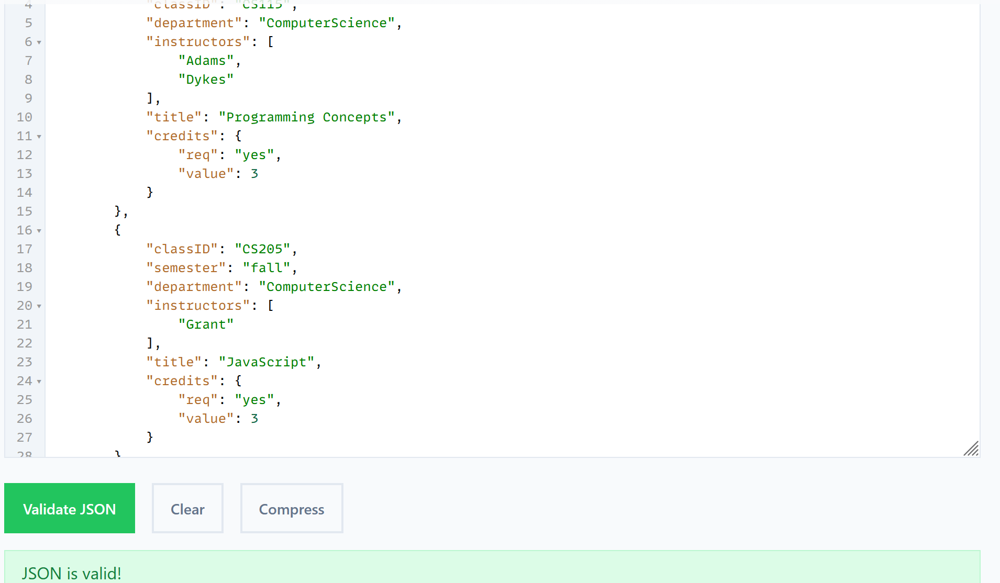 4 "classID": "CS115",
5 "department": "ComputerScience",
6 "instructors": [
7 "Adams",
8 "Dykes"
9 ],
10 "title": "Programming Concepts",
11 "credits": {
12 "req": "yes",
13 "value": 3
14 }
15 },
16 {
17 "classID": "CS205",
18 "semester": "fall",
19 "department": "ComputerScience",
20 "instructors": [
21 "Grant"
22 ],
23 "title": "JavaScript",
24 "credits": {
25 "req": "yes",
26 "value": 3
27 }
28 }
Validate JSON Clear Compress
JSON is valid!